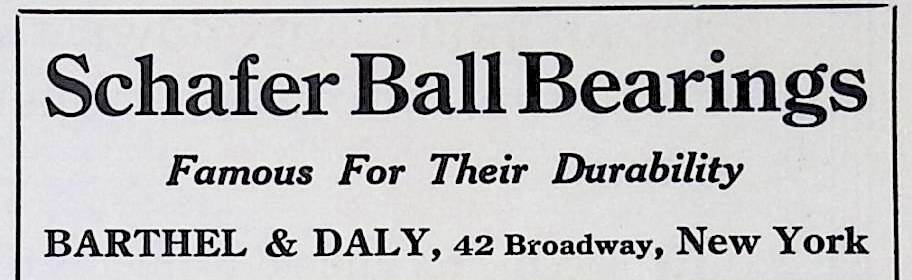 Schafer Ball Bearings
Famous For Their Durability
BARTHEL & DALY, 42 Broadway, New York